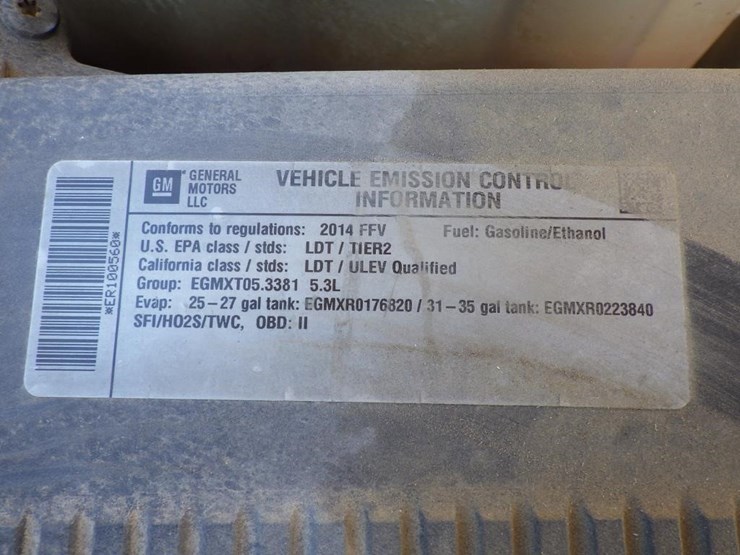 GM
GENERAL
MOTORS
LLC
VEHICLE EMISSION CONTROL
INFORMATION
Conforms to regulations: 2014 FFV Fuel: Gasoline/Ethanol
U.S. EPA class / stds: LDT / TIER2
California class / stds: LDT / ULEV Qualified
Group: EGMXT05.3381 5.3L
Evap: 25-27 gal tank: EGMXR0176820 / 31-35 gal tank: EGMXR0223840
SFI/HO2S/TWC, OBD: II
*ER100560*